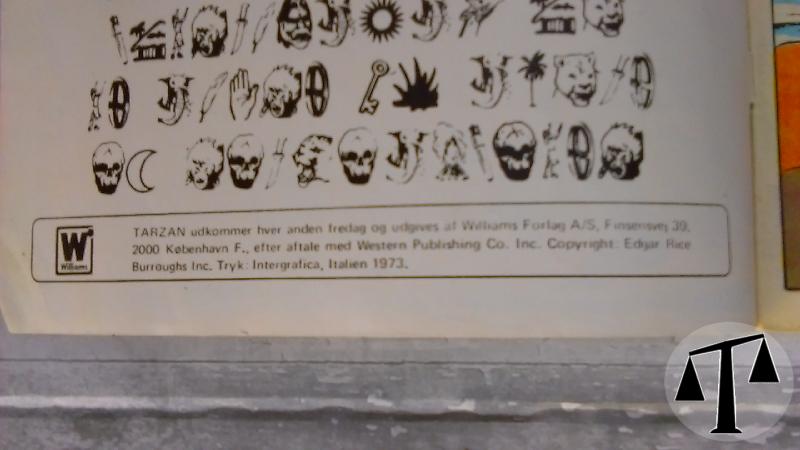 W
Williams
TARZAN udkommer hver anden fredag og udgives af Williams Forlag A/S, Finsensvej 39,
2000 København F., efter aftale med Western Publishing Co. Inc. Copyright: Edgar Rice
Burroughs Inc. Tryk: Intergrafica, Italien 1973.